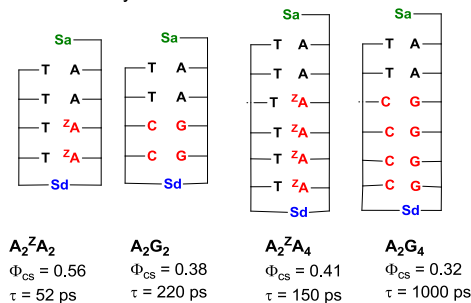 Sa
T A
T A
T ᶻA
T ᶻA
Sd
A₂ᶻA₂
Φcs = 0.56
τ = 52 ps
Sa
T A
T A
C G
C G
Sd
A₂G₂
Φcs = 0.38
τ = 220 ps
Sa
T A
T A
T ᶻA
T ᶻA
T ᶻA
T ᶻA
Sd
A₂ᶻA₄
Φcs = 0.41
τ = 150 ps
Sa
T A
T A
C G
C G
C G
C G
Sd
A₂G₄
Φcs = 0.32
τ = 1000 ps